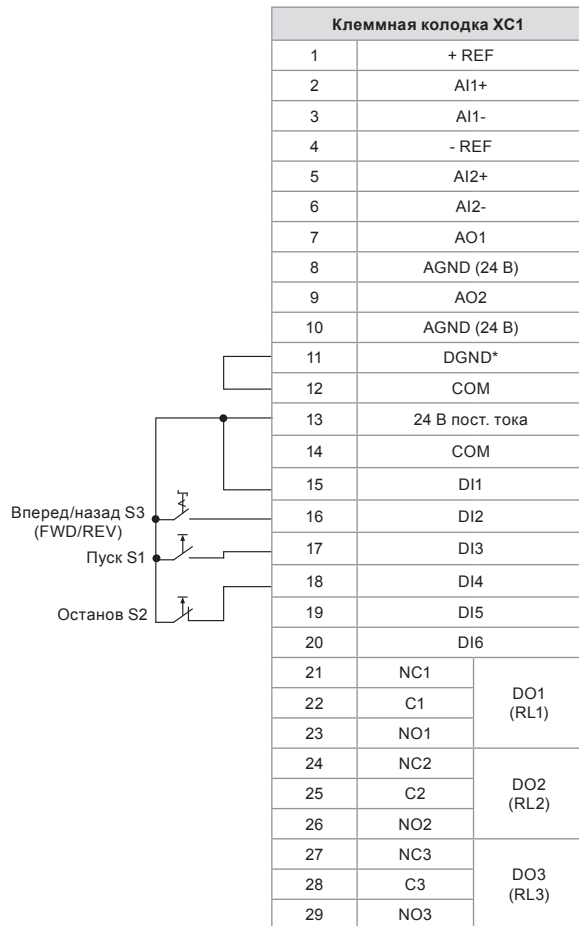 Клеммная колодка XC1
1 + REF
2 AI1+
3 AI1-
4 - REF
5 AI2+
6 AI2-
7 AO1
8 AGND (24 В)
9 AO2
10 AGND (24 В)
11 DGND*
12 COM
13 24 В пост. тока
14 COM
15 DI1
Вперед/назад S3
(FWD/REV)
16 DI2
Пуск S1
17 DI3
18 DI4
Останов S2
19 DI5
20 DI6
21 NC1
22 C1
23 NO1
DO1
(RL1)
24 NC2
25 C2
26 NO2
DO2
(RL2)
27 NC3
28 C3
29 NO3
DO3
(RL3)